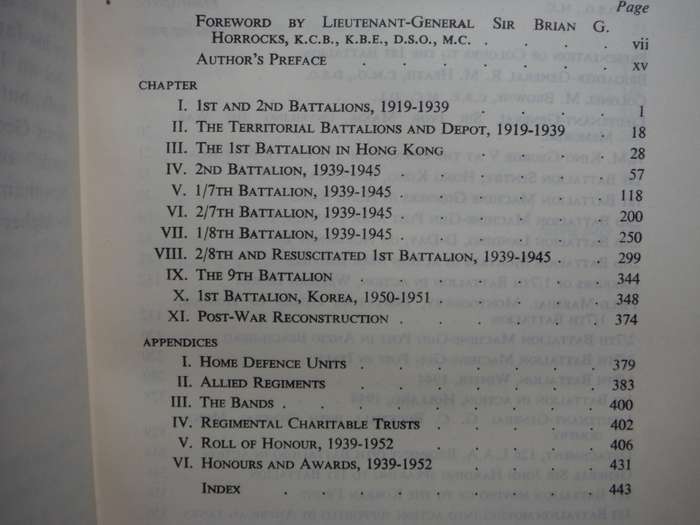 Page
FOREWORD BY LIEUTENANT-GENERAL SIR BRIAN G.
HORROCKS, K.C.B., K.B.E., D.S.O., M.C. . . . . vii
AUTHOR'S PREFACE . . . . . . . xv
CHAPTER
I. 1ST AND 2ND BATTALIONS, 1919-1939 . . . . 1
II. THE TERRITORIAL BATTALIONS AND DEPOT, 1919-1939 . 18
III. THE 1ST BATTALION IN HONG KONG . . . . 28
IV. 2ND BATTALION, 1939-1945 . . . . . . 57
V. 1/7TH BATTALION, 1939-1945 . . . . . 118
VI. 2/7TH BATTALION, 1939-1945 . . . . . 200
VII. 1/8TH BATTALION, 1939-1945 . . . . . 250
VIII. 2/8TH AND RESUSCITATED 1ST BATTALION, 1939-1945 . . 299
IX. THE 9TH BATTALION . . . . . . 344
X. 1ST BATTALION, KOREA, 1950-1951 . . . . 348
XI. POST-WAR RECONSTRUCTION . . . . . 374
APPENDICES
I. HOME DEFENCE UNITS . . . . . . 379
II. ALLIED REGIMENTS . . . . . . 383
III. THE BANDS . . . . . . . . 400
IV. REGIMENTAL CHARITABLE TRUSTS . . . . 402
V. ROLL OF HONOUR, 1939-1952 . . . . . 406
VI. HONOURS AND AWARDS, 1939-1952 . . . . 431
INDEX . . . . . . . . 443